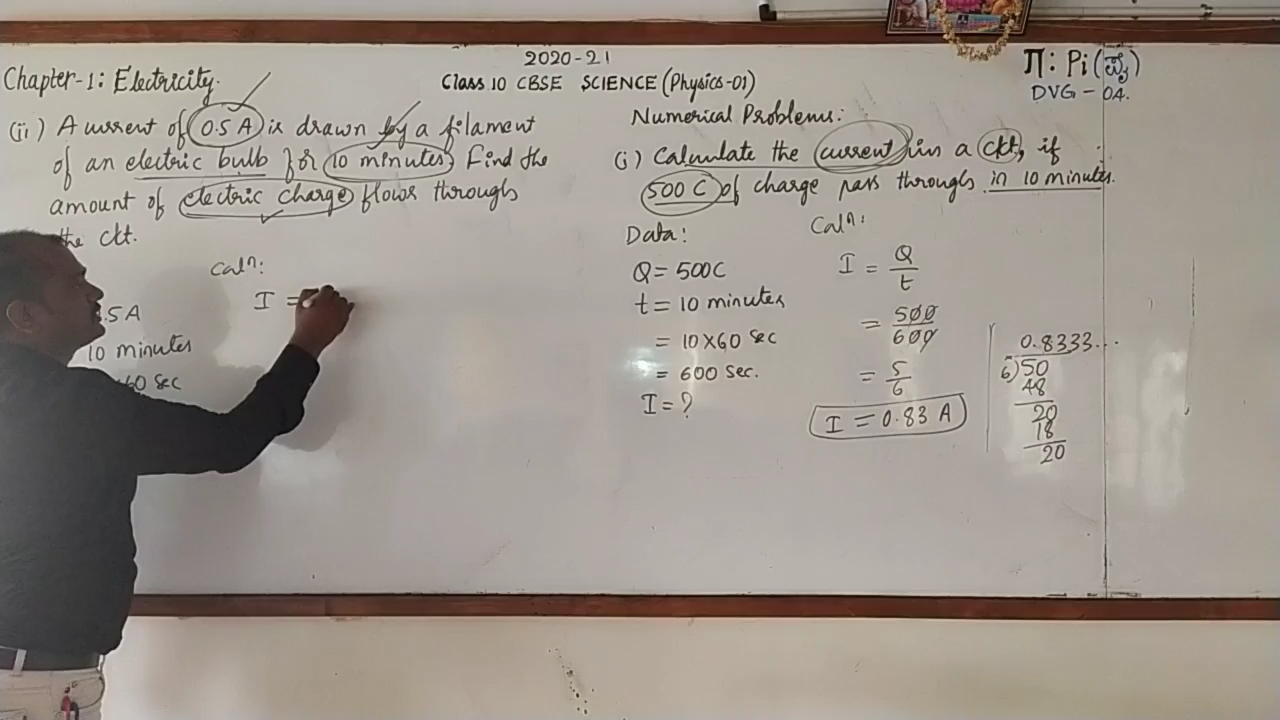 2020-21
Class 10 CBSE SCIENCE (Physics-01)
Π: Pi (ಪೈ)
DVG - 04.
Chapter-1: Electricity.
(ii) A current of 0.5 A is drawn by a filament
of an electric bulb for 10 minutes. Find the
amount of electric charge flows through
the ckt.
.5A
10 minutes
60 sec
Calⁿ:
I =
Numerical Problems:
(i) Calculate the current in a ckt, if
500 C of charge pass through in 10 minutes.
Data:
Q = 500C
t = 10 minutes
= 10×60 sec
= 600 sec.
I = ?
Calⁿ:
I = Q/t
= 500/600
= 5/6
I = 0.83 A
0.8333...
6)50
48
20
18
20